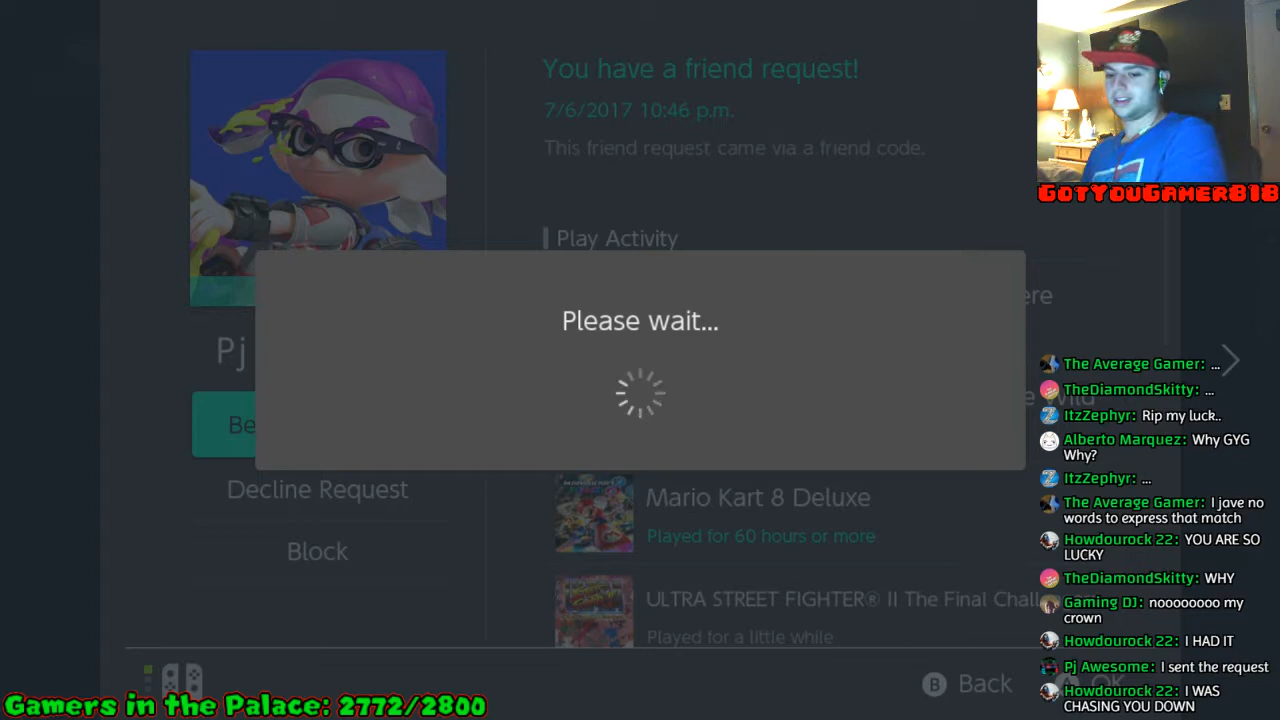 You have a friend request!
7/6/2017 10:46 p.m.
This friend request came via a friend code.
Play Activity
Please wait...
Pj
Be
Decline Request
Block
ere
e Wild
Mario Kart 8 Deluxe
Played for 60 hours or more
ULTRA STREET FIGHTER® II The Final Chall
Played for a little while
B Back
A OK
Gamers in the Palace: 2772/2800
GotYouGamer818
The Average Gamer: ...
TheDiamondSkitty: ...
ItzZephyr: Rip my luck..
Alberto Marquez: Why GYG
Why?
ItzZephyr: ...
The Average Gamer: I jave no
words to express that match
Howdourock 22: YOU ARE SO
LUCKY
TheDiamondSkitty: WHY
Gaming DJ: noooooooo my
crown
Howdourock 22: I HAD IT
Pj Awesome: I sent the request
Howdourock 22: I WAS
CHASING YOU DOWN